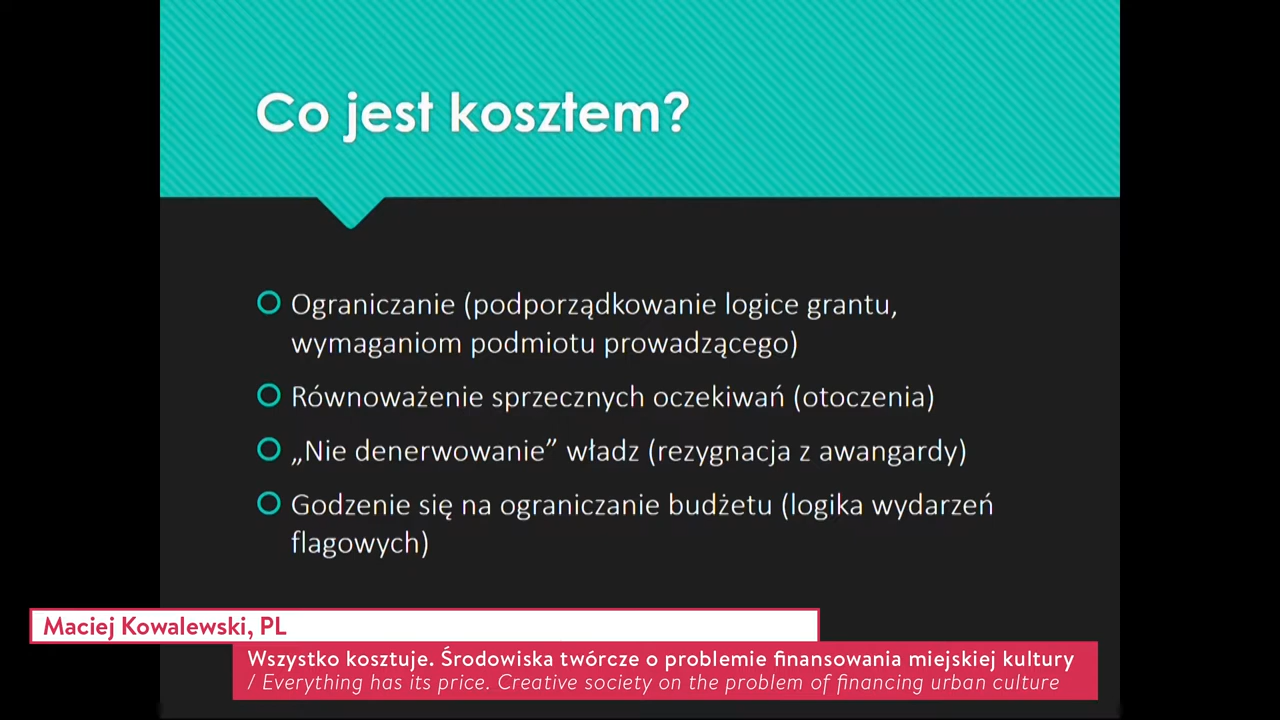 Co jest kosztem?
Ograniczanie (podporządkowanie logice grantu,
wymaganiom podmiotu prowadzącego)
Równoważenie sprzecznych oczekiwań (otoczenia)
„Nie denerwowanie” władz (rezygnacja z awangardy)
Godzenie się na ograniczanie budżetu (logika wydarzeń
flagowych)
Maciej Kowalewski, PL
Wszystko kosztuje. Środowiska twórcze o problemie finansowania miejskiej kultury
/ Everything has its price. Creative society on the problem of financing urban culture